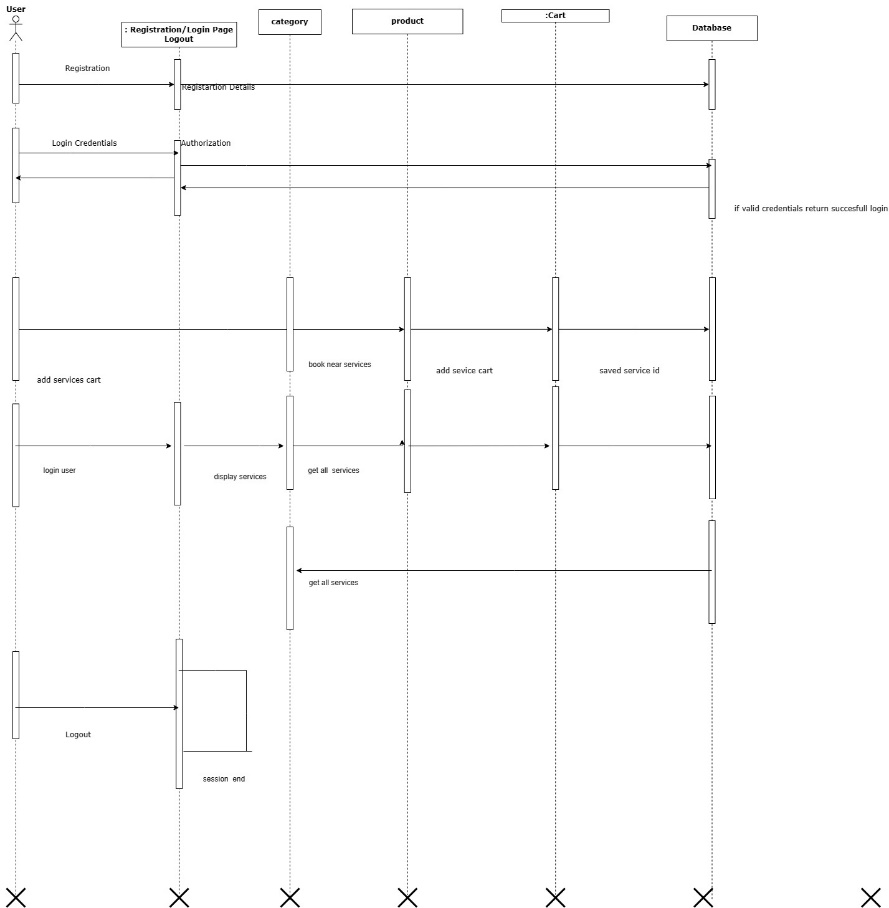 User
: Registration/Login Page
Logout
category
product
:Cart
Database
Registration
Registartion Details
Login Credentials
Authorization
if valid credentials return succesfull login
book near services
add services cart
add sevice cart
saved service id
login user
display services
get all services
get all services
Logout
session end